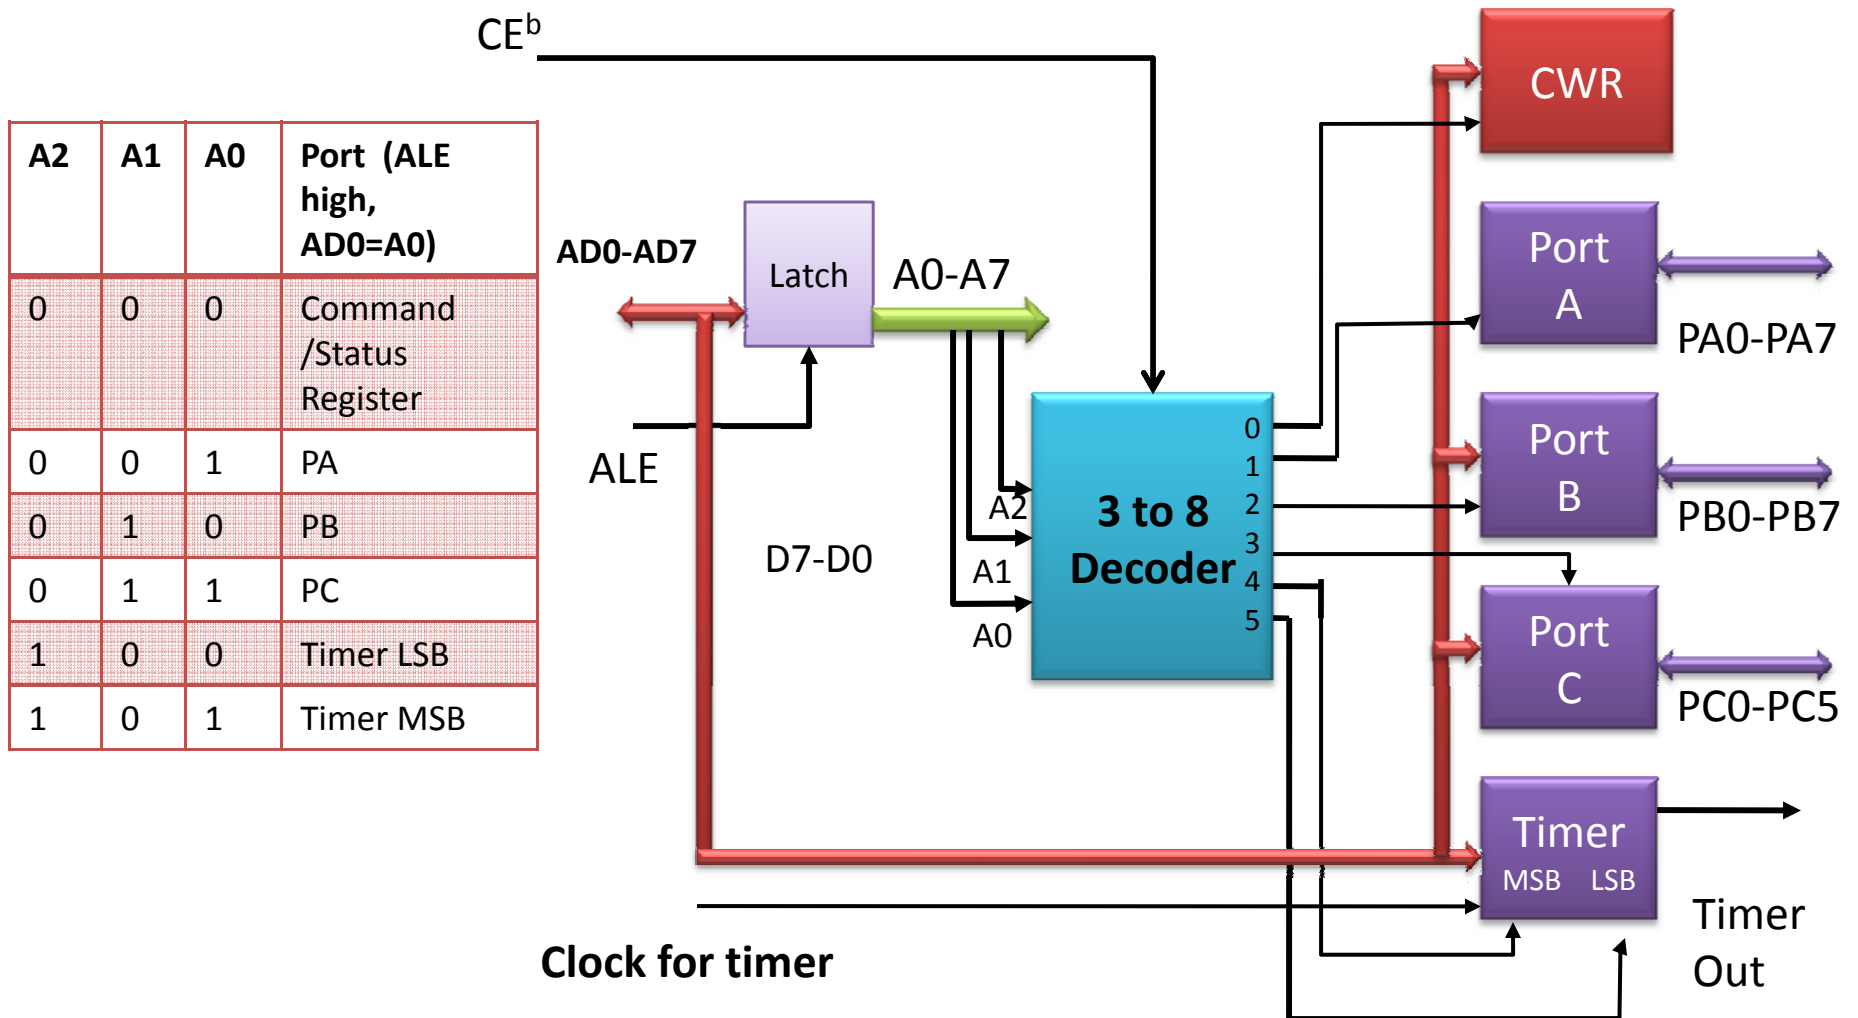 CEᵇ
A2 A1 A0 Port (ALE
high,
AD0=A0)
0 0 0 Command
/Status
Register
0 0 1 PA
0 1 0 PB
0 1 1 PC
1 0 0 Timer LSB
1 0 1 Timer MSB
AD0-AD7
Latch
A0-A7
ALE
D7-D0
A2
A1
A0
3 to 8
Decoder
0
1
2
3
4
5
CWR
Port
A
PA0-PA7
Port
B
PB0-PB7
Port
C
PC0-PC5
Timer
MSB LSB
Timer
Out
Clock for timer